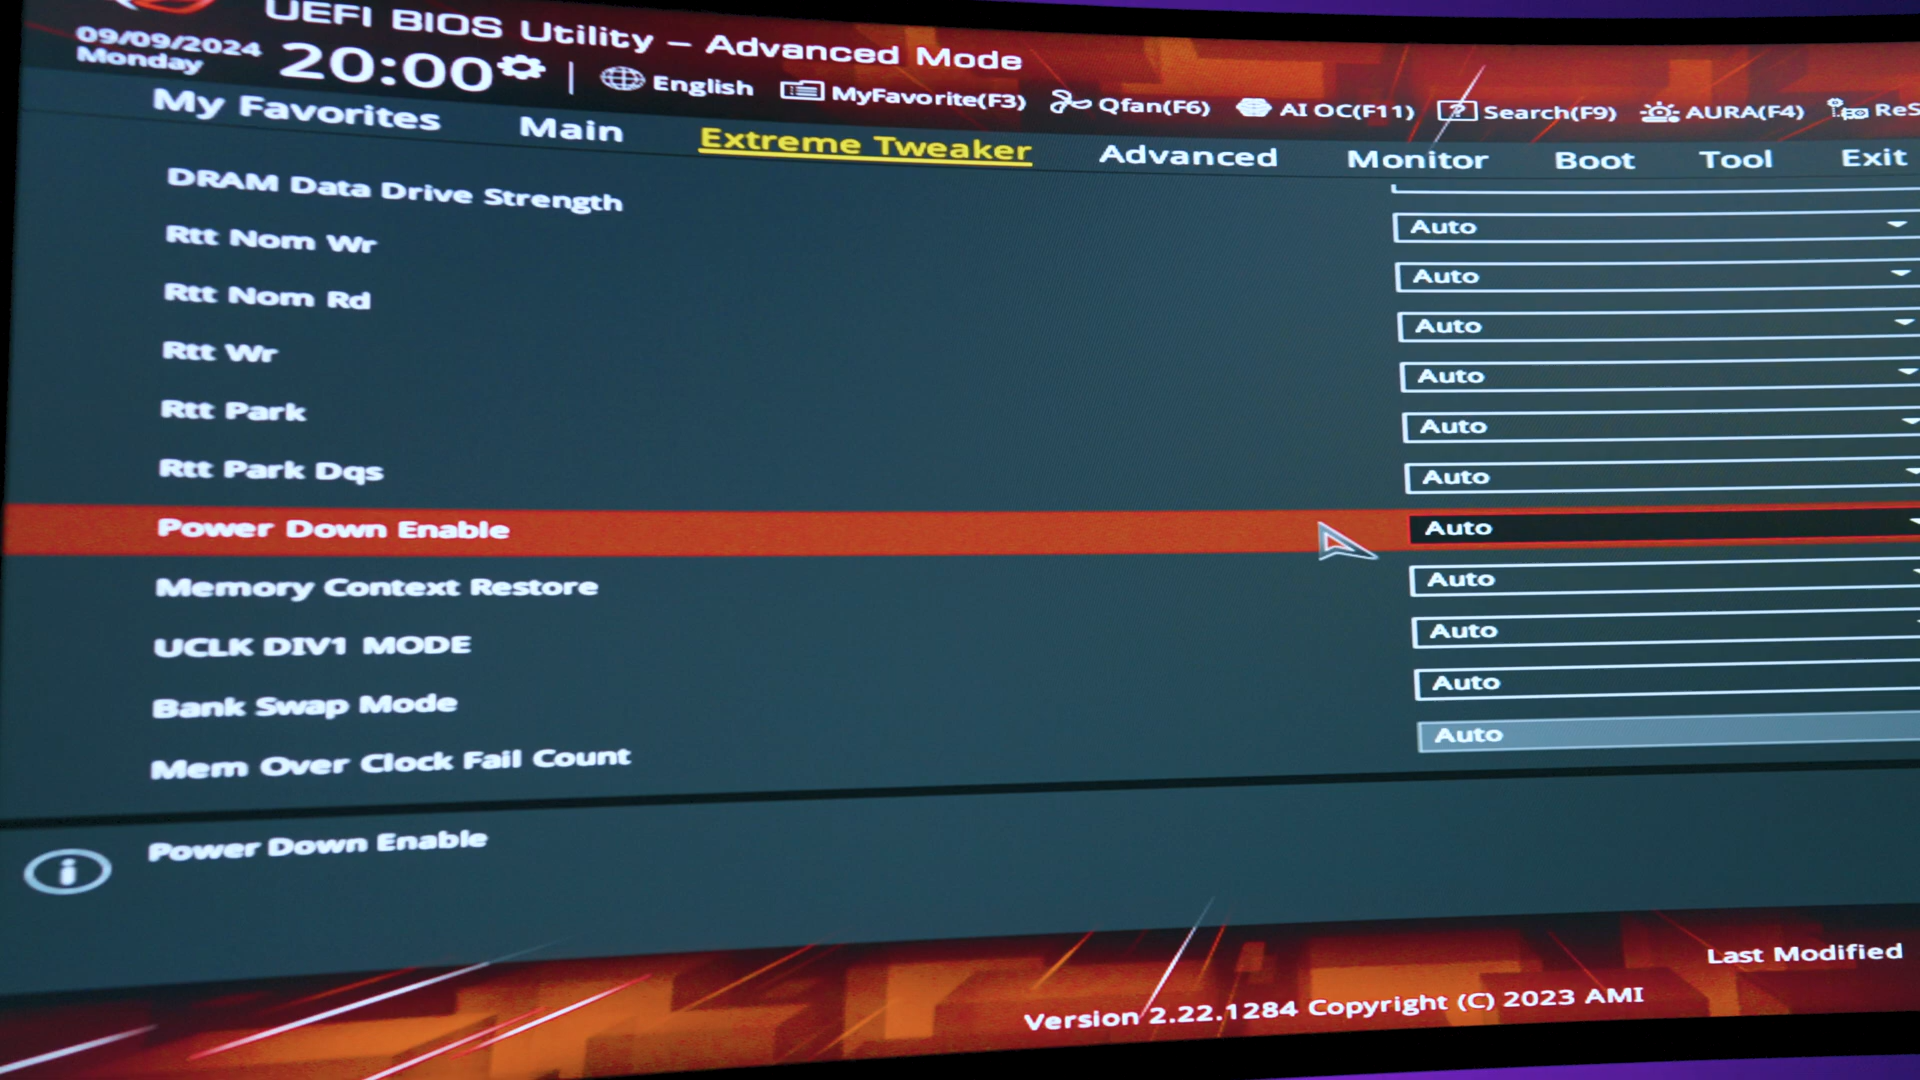 UEFI BIOS Utility – Advanced Mode
09/09/2024
Monday
20:00
English
MyFavorite(F3)
Qfan(F6)
AI OC(F11)
Search(F9)
AURA(F4)
My Favorites
Main
Extreme Tweaker
Advanced
Monitor
Boot
Tool
Exit
DRAM Data Drive Strength
Rtt Nom Wr
Auto
Rtt Nom Rd
Auto
Rtt Wr
Auto
Rtt Park
Auto
Rtt Park Dqs
Auto
Auto
Power Down Enable
Auto
Memory Context Restore
Auto
UCLK DIV1 MODE
Auto
Bank Swap Mode
Auto
Mem Over Clock Fail Count
Auto
Power Down Enable
Last Modified
Version 2.22.1284 Copyright (C) 2023 AMI